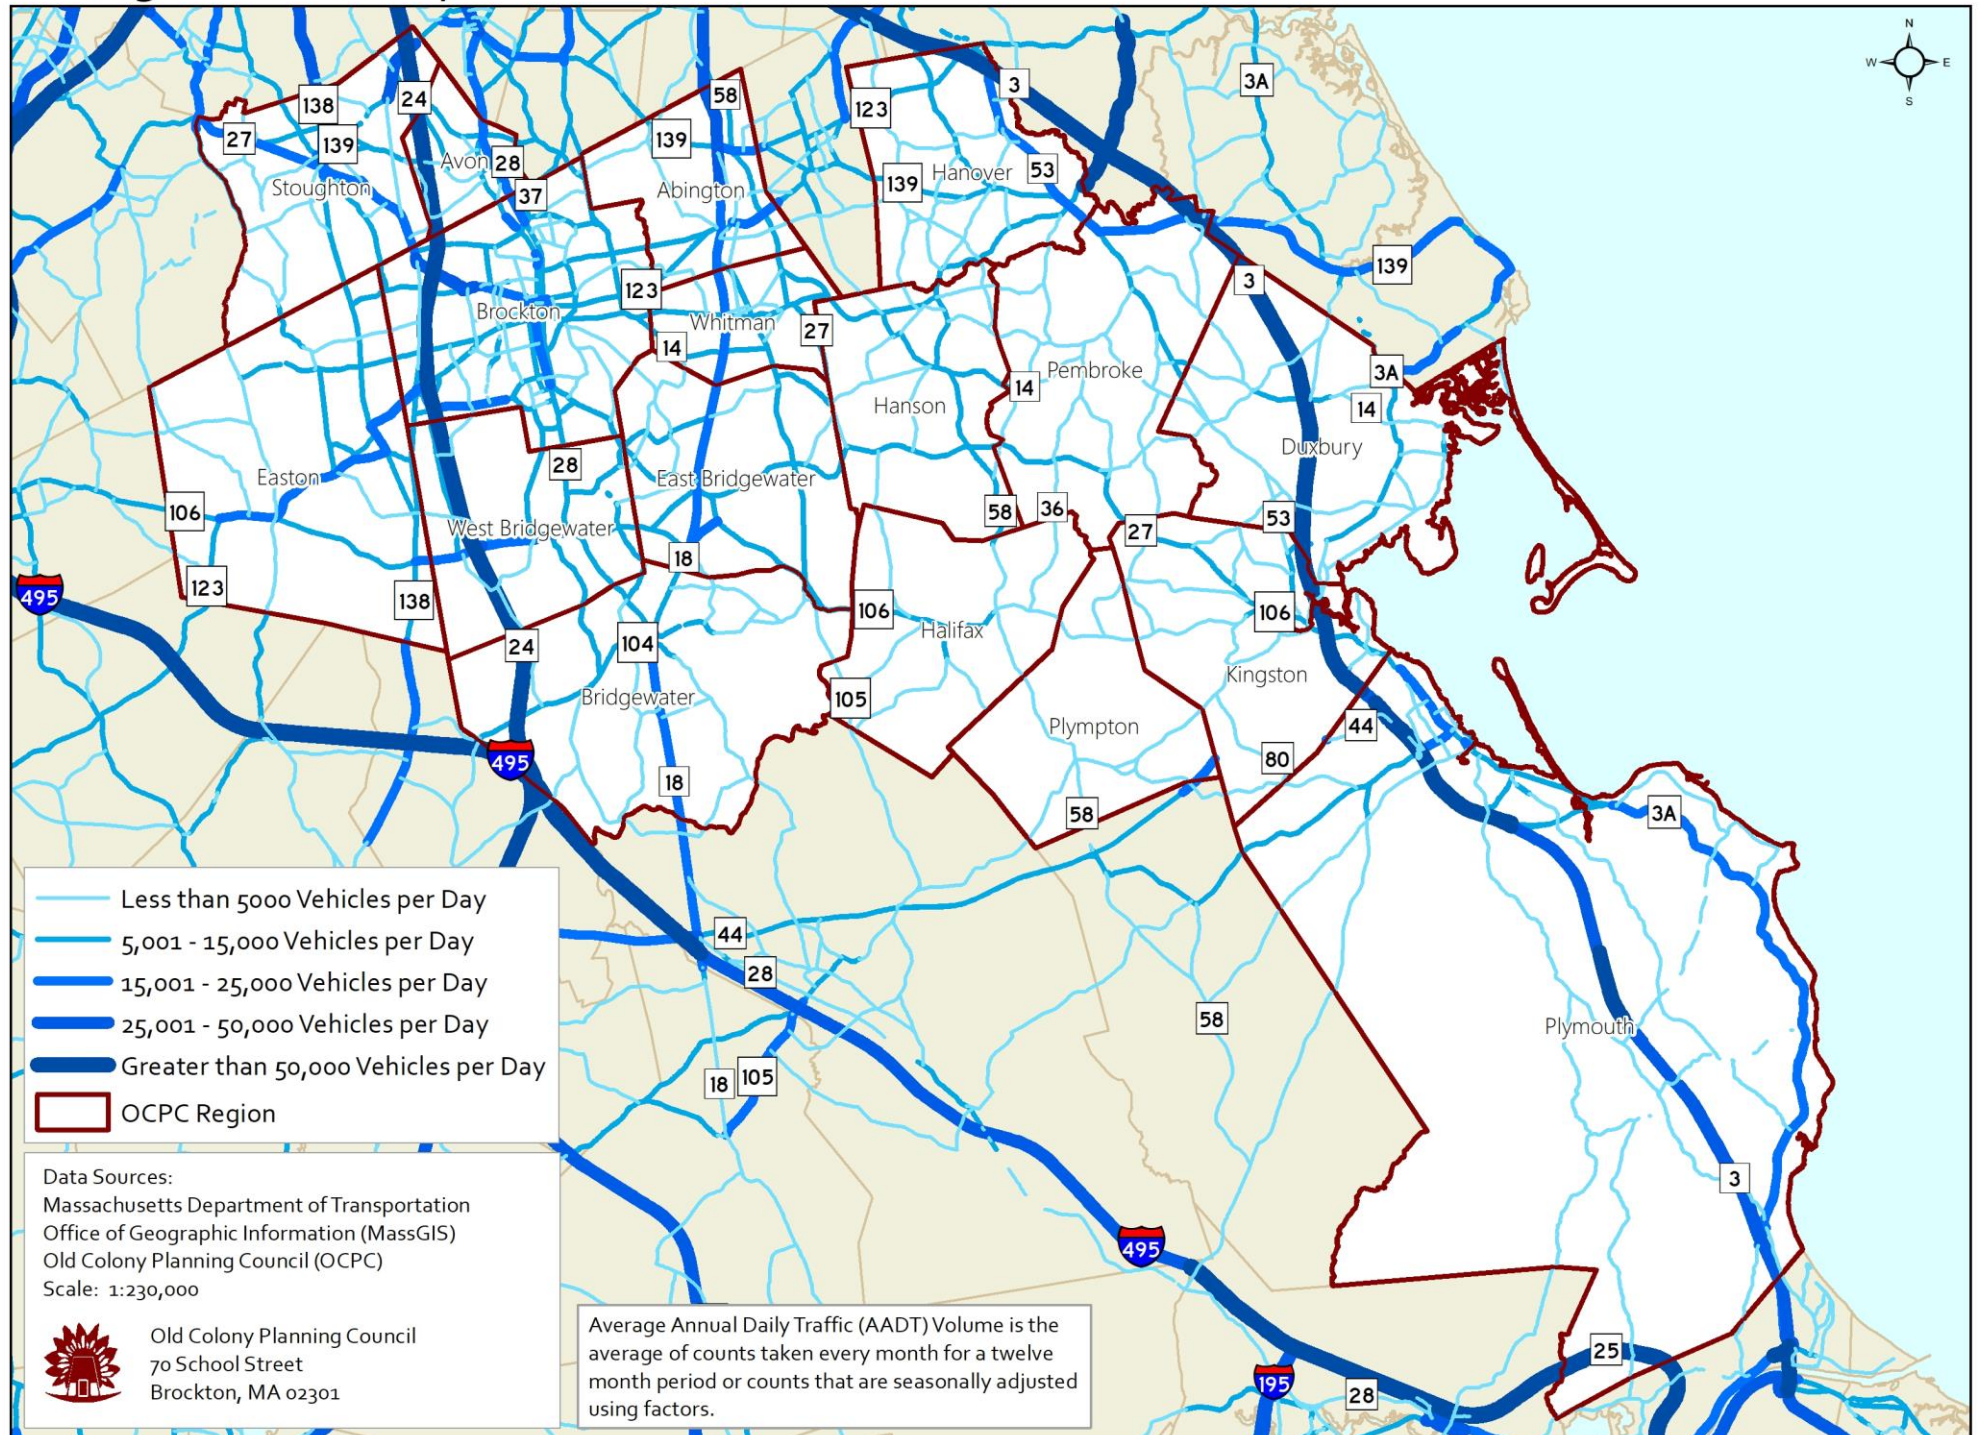 N
W E
S
3A
3
58
138
24
123
27
139
139
Avon
28
Hanover
53
Stoughton
37
Abington
139
139
3
123
Brockton
Whitman
27
14
Pembroke
3A
14
Hanson
14
Duxbury
28
Easton
East Bridgewater
106
58
36
53
West Bridgewater
27
18
495
123
138
106
106
Halifax
24
104
Bridgewater
105
Kingston
Plympton
44
495
80
18
58
3A
Less than 5000 Vehicles per Day
5,001 - 15,000 Vehicles per Day
15,001 - 25,000 Vehicles per Day
25,001 - 50,000 Vehicles per Day
Greater than 50,000 Vehicles per Day
OCPC Region
44
28
58
Plymouth
18
105
3
495
25
195
28
Data Sources:
Massachusetts Department of Transportation
Office of Geographic Information (MassGIS)
Old Colony Planning Council (OCPC)
Scale: 1:230,000
Old Colony Planning Council
70 School Street
Brockton, MA 02301
Average Annual Daily Traffic (AADT) Volume is the
average of counts taken every month for a twelve
month period or counts that are seasonally adjusted
using factors.